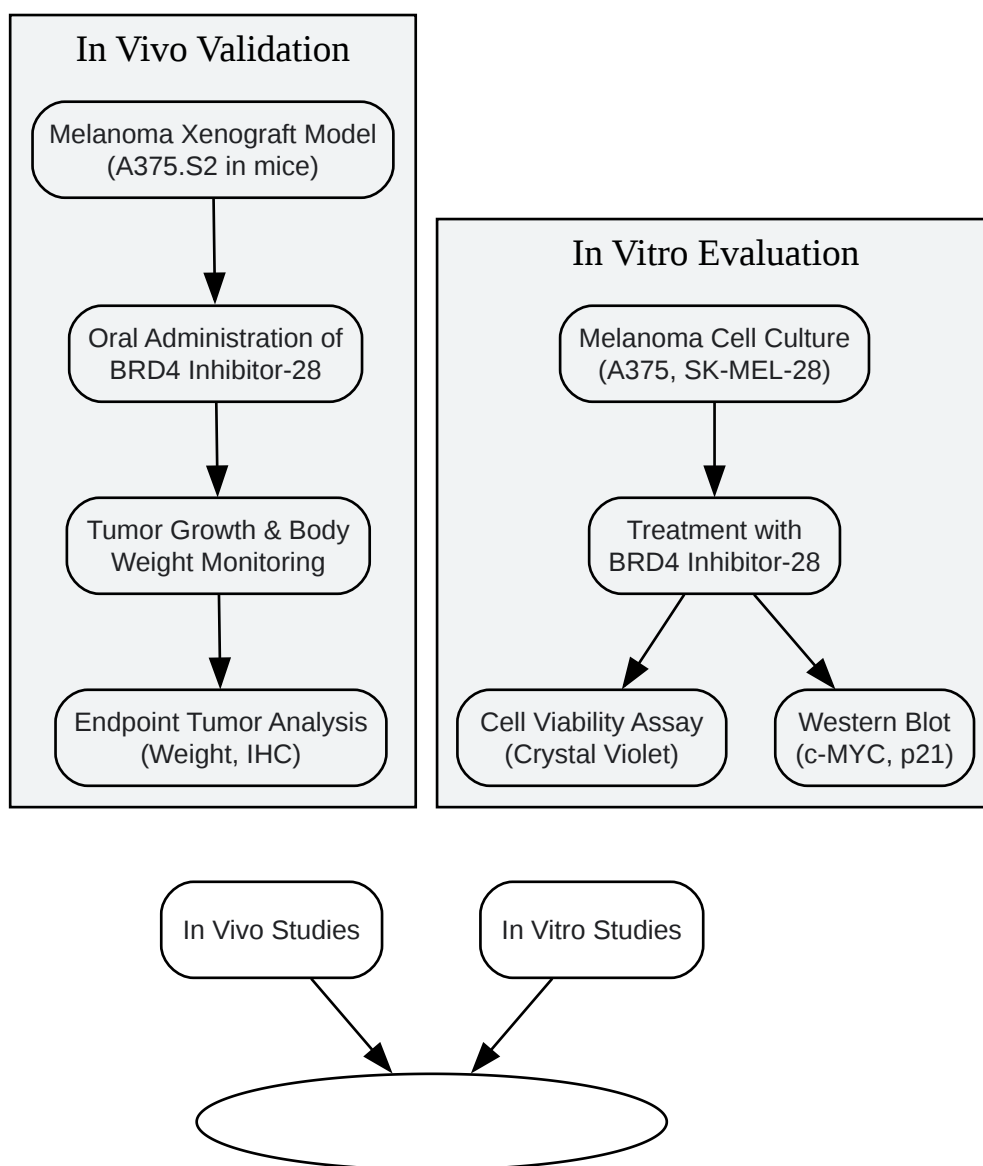 In Vivo Validation
Melanoma Xenograft Model
(A375.S2 in mice)
Oral Administration of
BRD4 Inhibitor-28
Tumor Growth & Body
Weight Monitoring
Endpoint Tumor Analysis
(Weight, IHC)
In Vitro Evaluation
Melanoma Cell Culture
(A375, SK-MEL-28)
Treatment with
BRD4 Inhibitor-28
Cell Viability Assay
(Crystal Violet)
Western Blot
(c-MYC, p21)
In Vivo Studies
In Vitro Studies